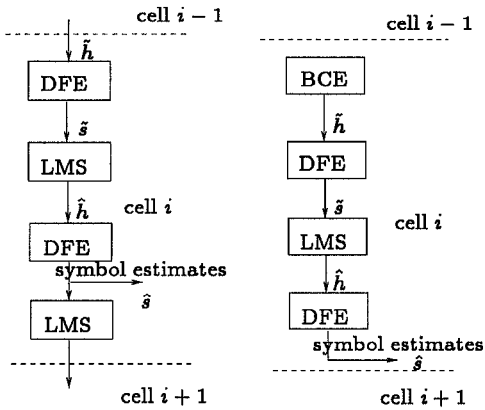 cell i − 1
h̃
DFE
s̃
LMS
ĥ
cell i
DFE
symbol estimates
ŝ
LMS
cell i + 1
cell i − 1
BCE
h̃
DFE
s̃
cell i
LMS
ĥ
DFE
symbol estimates
ŝ
cell i + 1